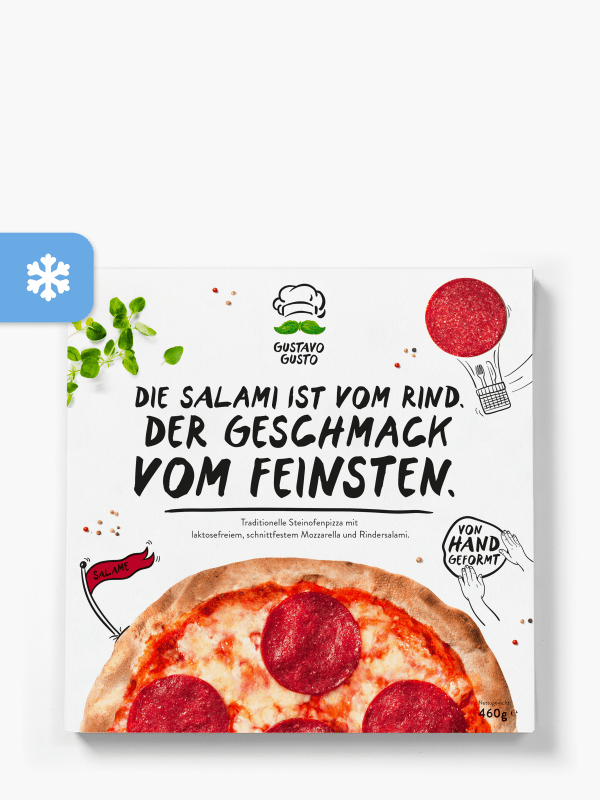 GUSTAVO
GUSTO
DIE SALAMI IST VOM RIND.
DER GESCHMACK
VOM FEINSTEN.
Traditionelle Steinofenpizza mit
laktosefreiem, schnittfestem Mozzarella und Rindersalami.
VON
HAND
GEFORMT
SALAME
Nettogewicht:
460g ℮